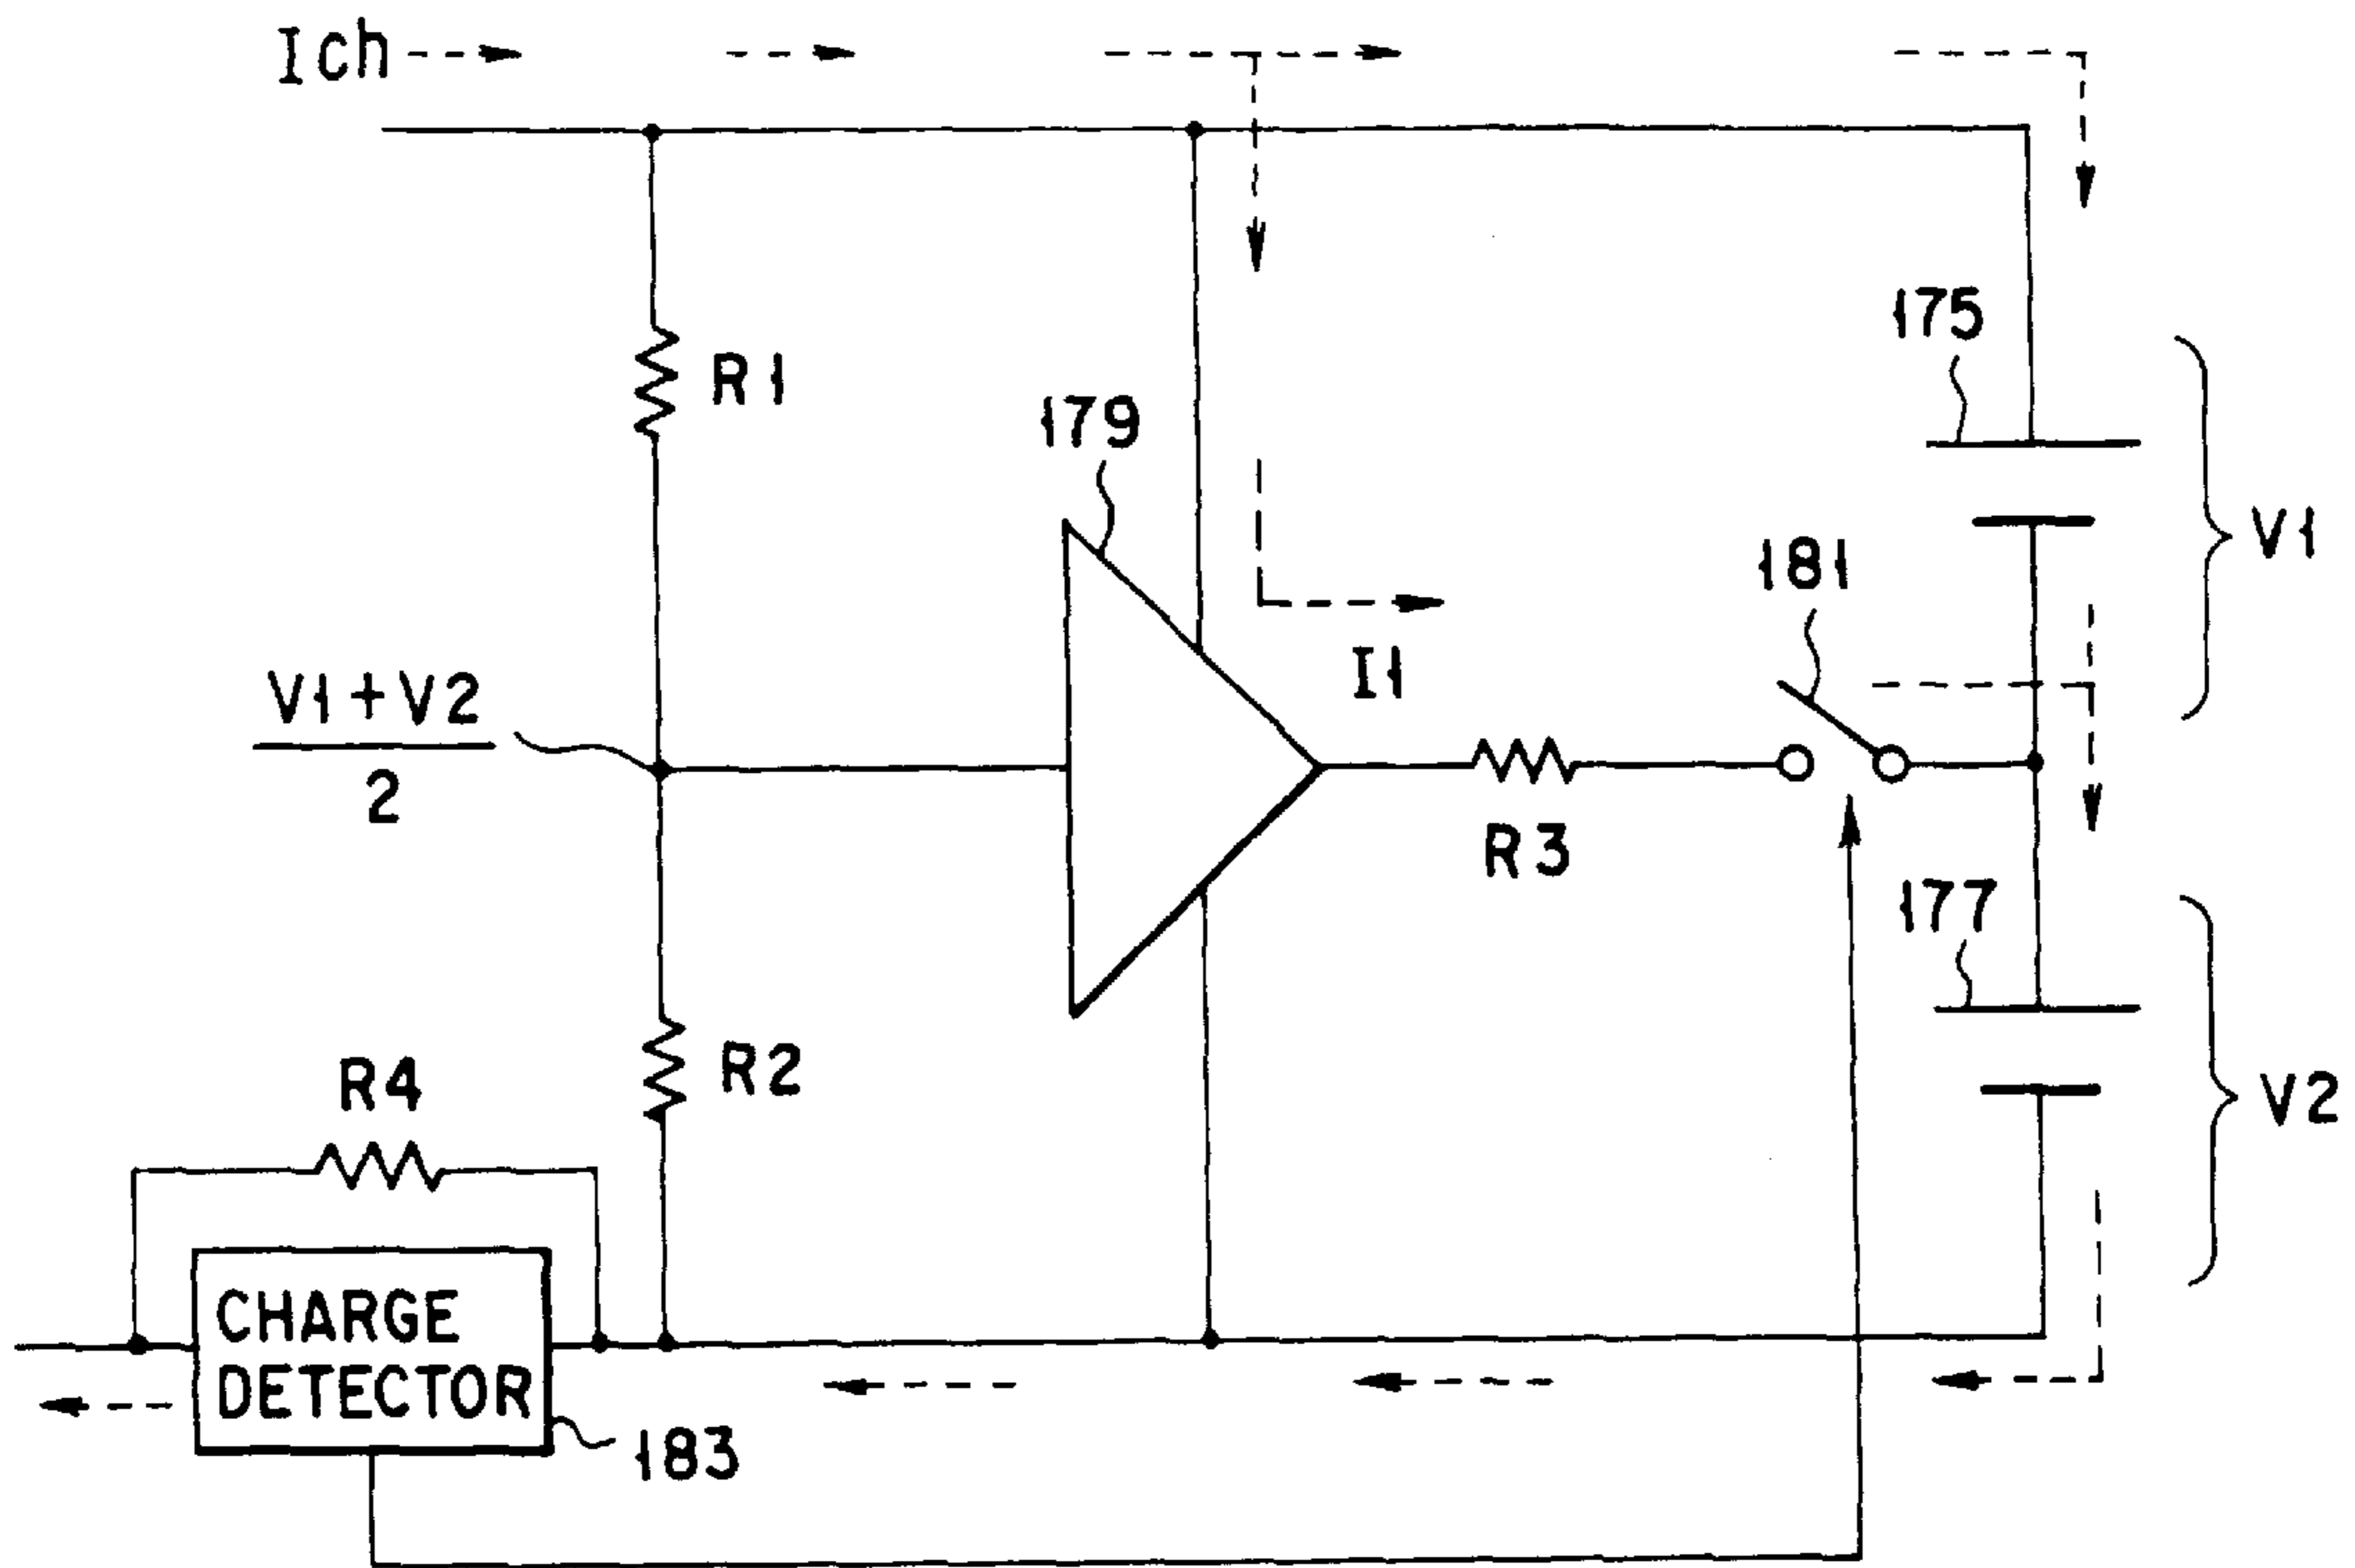 Ich
175
R1
179
V1
181
I1
V1+V2
2
R3
177
R4
R2
V2
CHARGE
DETECTOR
183